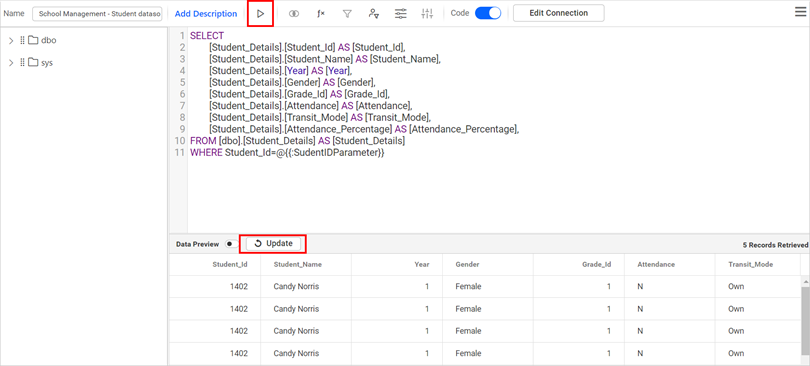 Name School Management - Student dataso Add Description Code Edit Connection
dbo
sys
1 SELECT
2 [Student_Details].[Student_Id] AS [Student_Id],
3 [Student_Details].[Student_Name] AS [Student_Name],
4 [Student_Details].[Year] AS [Year],
5 [Student_Details].[Gender] AS [Gender],
6 [Student_Details].[Grade_Id] AS [Grade_Id],
7 [Student_Details].[Attendance] AS [Attendance],
8 [Student_Details].[Transit_Mode] AS [Transit_Mode],
9 [Student_Details].[Attendance_Percentage] AS [Attendance_Percentage],
10 FROM [dbo].[Student_Details] AS [Student_Details]
11 WHERE Student_Id=@{{:SudentIDParameter}}
Data Preview Update 5 Records Retrieved
Student_Id Student_Name Year Gender Grade_Id Attendance Transit_Mode
1402 Candy Norris 1 Female 1 N Own
1402 Candy Norris 1 Female 1 N Own
1402 Candy Norris 1 Female 1 N Own
1402 Candy Norris 1 Female 1 N Own